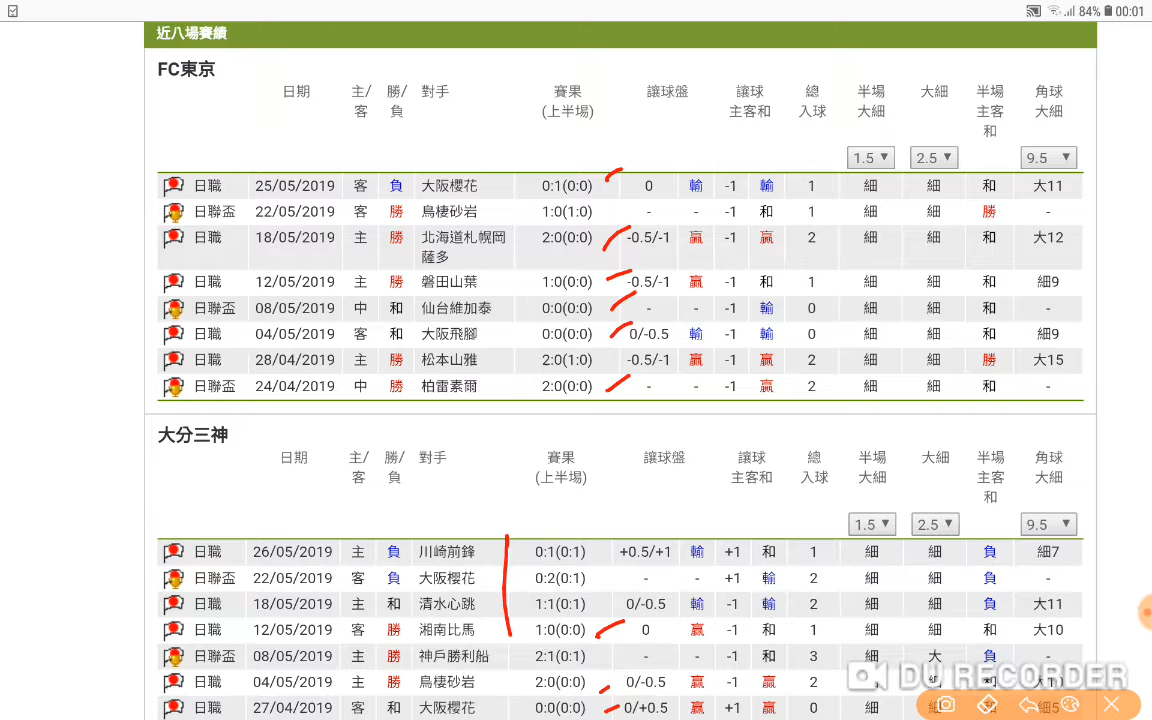 84% 00:01
近八場賽績
FC東京
日期 主/客 勝/負 對手 賽果(上半場) 讓球盤 讓球主客和 總入球 半場大細 大細 半場主客和 角球大細
1.5 ▼ 2.5 ▼ 9.5 ▼
日職 25/05/2019 客 負 大阪櫻花 0:1(0:0) 0 輸 -1 輸 1 細 細 和 大11
日聯盃 22/05/2019 客 勝 鳥棲砂岩 1:0(1:0) - - -1 和 1 細 細 勝 -
日職 18/05/2019 主 勝 北海道札幌岡薩多 2:0(0:0) -0.5/-1 贏 -1 贏 2 細 細 和 大12
日職 12/05/2019 主 勝 磐田山葉 1:0(0:0) -0.5/-1 贏 -1 和 1 細 細 和 細9
日聯盃 08/05/2019 中 和 仙台維加泰 0:0(0:0) - - -1 輸 0 細 細 和 -
日職 04/05/2019 客 和 大阪飛腳 0:0(0:0) 0/-0.5 輸 -1 輸 0 細 細 和 細9
日職 28/04/2019 主 勝 松本山雅 2:0(1:0) -0.5/-1 贏 -1 贏 2 細 細 勝 大15
日聯盃 24/04/2019 中 勝 柏雷素爾 2:0(0:0) - - -1 贏 2 細 細 和 -
大分三神
日期 主/客 勝/負 對手 賽果(上半場) 讓球盤 讓球主客和 總入球 半場大細 大細 半場主客和 角球大細
1.5 ▼ 2.5 ▼ 9.5 ▼
日職 26/05/2019 主 負 川崎前鋒 0:1(0:1) +0.5/+1 輸 +1 和 1 細 細 負 細7
日聯盃 22/05/2019 客 負 大阪櫻花 0:2(0:1) - - +1 輸 2 細 細 負 -
日職 18/05/2019 主 和 清水心跳 1:1(0:1) 0/-0.5 輸 -1 輸 2 細 細 負 大11
日職 12/05/2019 客 勝 湘南比馬 1:0(0:0) 0 贏 -1 和 1 細 細 和 大10
日聯盃 08/05/2019 主 勝 神戶勝利船 2:1(0:1) - - -1 和 3 細 大 負
日職 04/05/2019 主 勝 鳥棲砂岩 2:0(0:0) 0/-0.5 贏 -1 贏 2 細
日職 27/04/2019 客 和 大阪櫻花 0:0(0:0) 0/+0.5 贏 +1 贏 0 細 細5
DU RECORDER